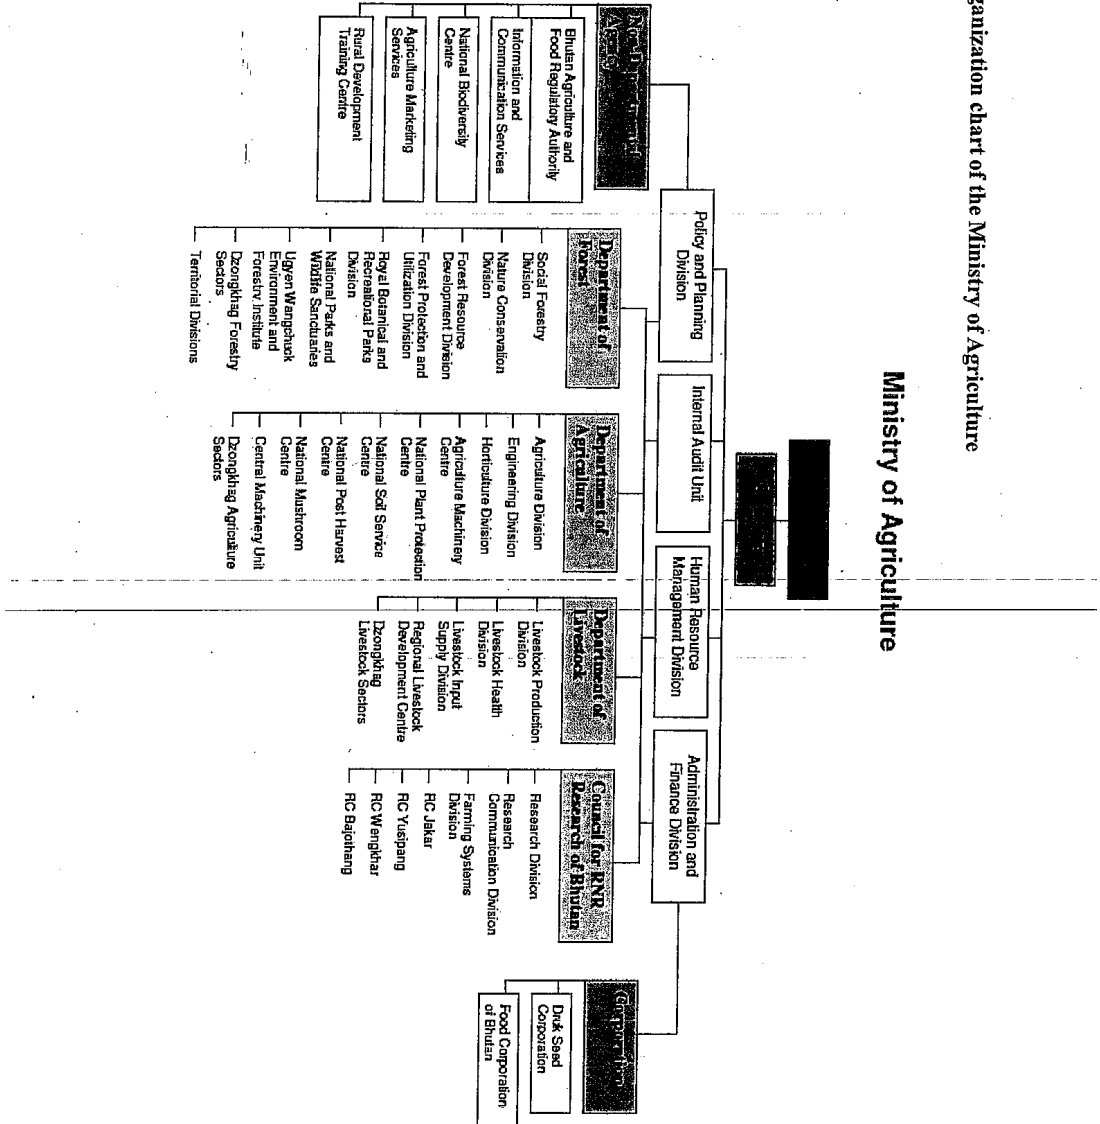 ganization chart of the Ministry of Agriculture
Ministry of Agriculture
Policy and Planning
Division
Internal Audit Unit
Human Resource
Management Division
Administration and
Finance Division
Agency
Bhutan Agriculture and
Food Regulatory Authority
Information and
Communication Services
National Biodiversity
Centre
Agriculture Marketing
Services
Rural Development
Training Centre
Department of
Forest
Social Forestry
Division
Nature Conservation
Division
Forest Resource
Development Division
Forest Protection and
Utilization Division
Royal Botanical and
Recreational Parks
Division
National Parks and
Wildlife Sanctuaries
Ugyen Wangchuck
Environment and
Forestry Institute
Dzongkhag Forestry
Sectors
Territorial Divisions
Department of
Agriculture
Agriculture Division
Engineering Division
Horticulture Division
Agriculture Machinery
Centre
National Plant Protection
Centre
National Soil Service
Centre
National Post Harvest
Centre
National Mushroom
Centre
Central Machinery Unit
Dzongkhag Agriculture
Sectors
Department of
Livestock
Livestock Production
Division
Livestock Health
Division
Livestock Input
Supply Division
Regional Livestock
Development Centre
Dzongkhag
Livestock Sectors
Council for RNR
Research of Bhutan
Research Division
Research
Communication Division
Farming Systems
Division
RC Jakar
RC Yusipang
RC Wengkhar
RC Bajothang
Corporations
Druk Seed
Corporation
Food Corporation
of Bhutan